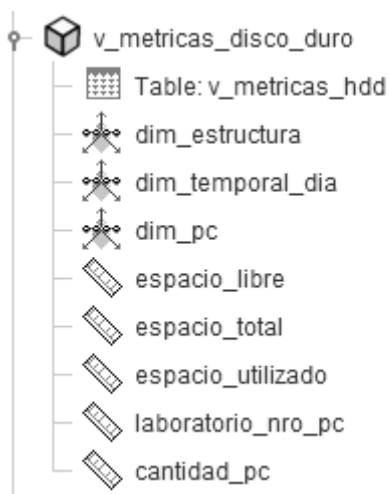 v_metricas_disco_duro
Table: v_metricas_hdd
dim_estructura
dim_temporal_dia
dim_pc
espacio_libre
espacio_total
espacio_utilizado
laboratorio_nro_pc
cantidad_pc